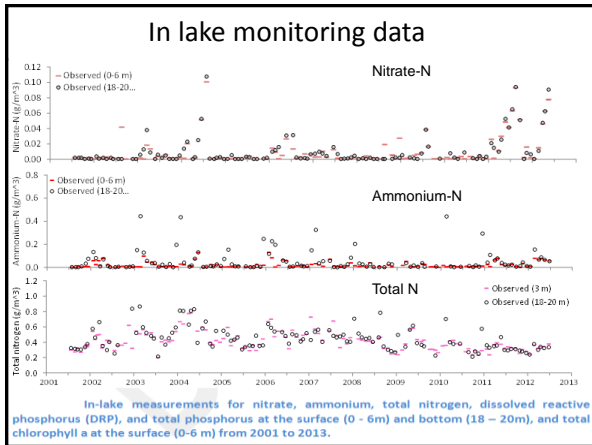 In lake monitoring data
Nitrate-N
Observed (0-6 m)
Observed (18-20...
Nitrate-N (g/m^3)
0.12
0.10
0.08
0.06
0.04
0.02
0.00
Ammonium-N
Observed (0-6 m)
Observed (18-20...
Ammonium-N (g/m^3)
0.8
0.6
0.4
0.2
0.0
Total N
Observed (3 m)
Observed (18-20 m)
Total nitrogen (g/m^3)
1.2
1.0
0.8
0.6
0.4
0.2
0.0
2001 2002 2003 2004 2005 2006 2007 2008 2009 2010 2011 2012 2013
In-lake measurements for nitrate, ammonium, total nitrogen, dissolved reactive
phosphorus (DRP), and total phosphorus at the surface (0 - 6m) and bottom (18 – 20m), and total
chlorophyll a at the surface (0-6 m) from 2001 to 2013.